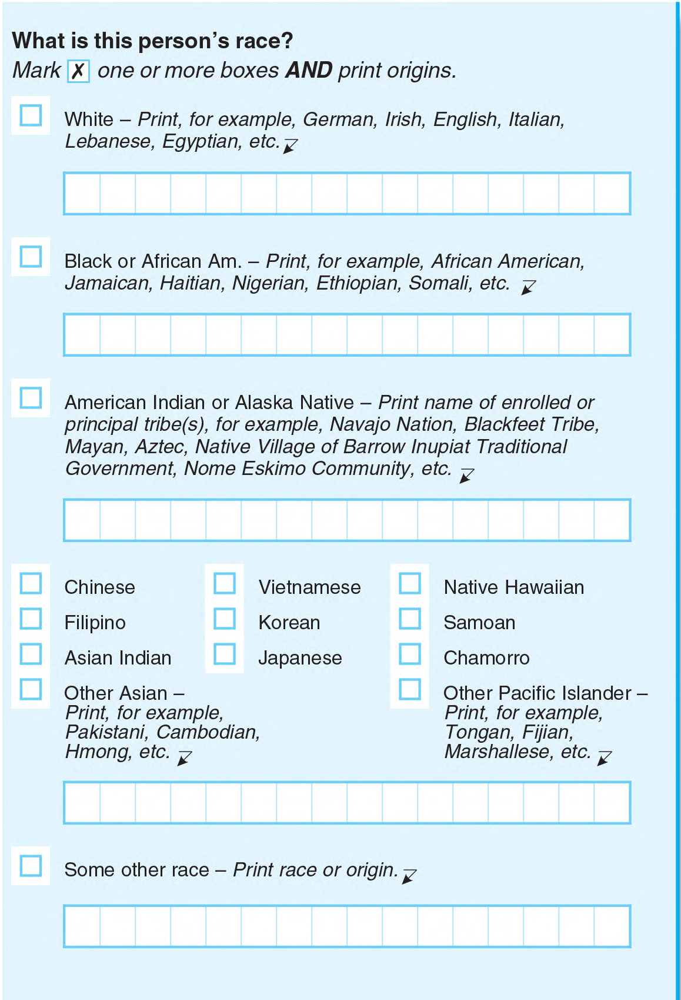 What is this person’s race?
Mark ✗ one or more boxes AND print origins.
White – Print, for example, German, Irish, English, Italian,
Lebanese, Egyptian, etc.
Black or African Am. – Print, for example, African American,
Jamaican, Haitian, Nigerian, Ethiopian, Somali, etc.
American Indian or Alaska Native – Print name of enrolled or
principal tribe(s), for example, Navajo Nation, Blackfeet Tribe,
Mayan, Aztec, Native Village of Barrow Inupiat Traditional
Government, Nome Eskimo Community, etc.
Chinese
Filipino
Asian Indian
Other Asian –
Print, for example,
Pakistani, Cambodian,
Hmong, etc.
Vietnamese
Korean
Japanese
Native Hawaiian
Samoan
Chamorro
Other Pacific Islander –
Print, for example,
Tongan, Fijian,
Marshallese, etc.
Some other race – Print race or origin.